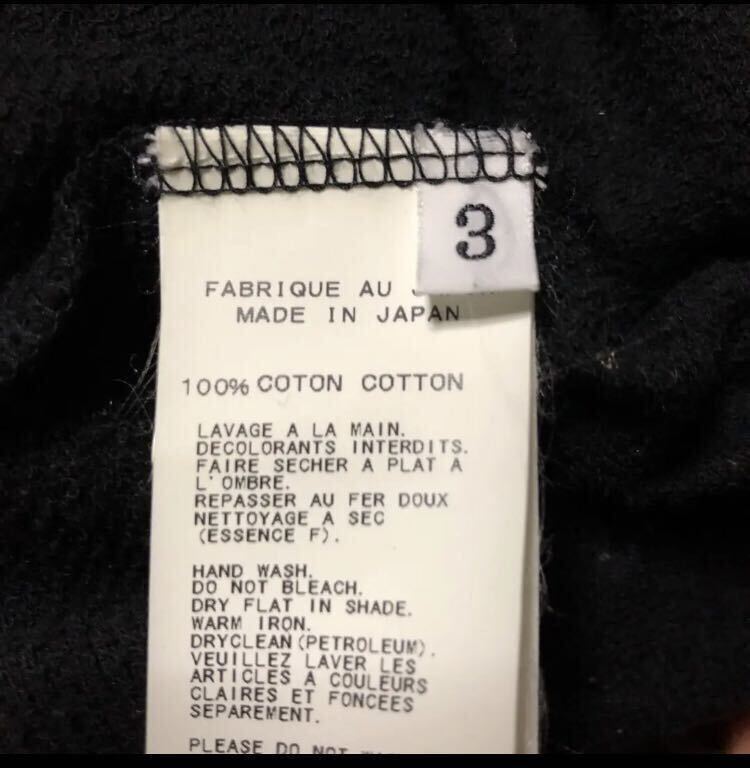 3
FABRIQUE AU
MADE IN JAPAN
100% COTON COTTON
LAVAGE A LA MAIN.
DECOLORANTS INTERDITS.
FAIRE SECHER A PLAT A
L'OMBRE.
REPASSER AU FER DOUX
NETTOYAGE A SEC
(ESSENCE F).
HAND WASH.
DO NOT BLEACH.
DRY FLAT IN SHADE.
WARM IRON.
DRYCLEAN(PETROLEUM).
VEUILLEZ LAVER LES
ARTICLES A COULEURS
CLAIRES ET FONCEES
SEPAREMENT.
PLEASE DO NOT